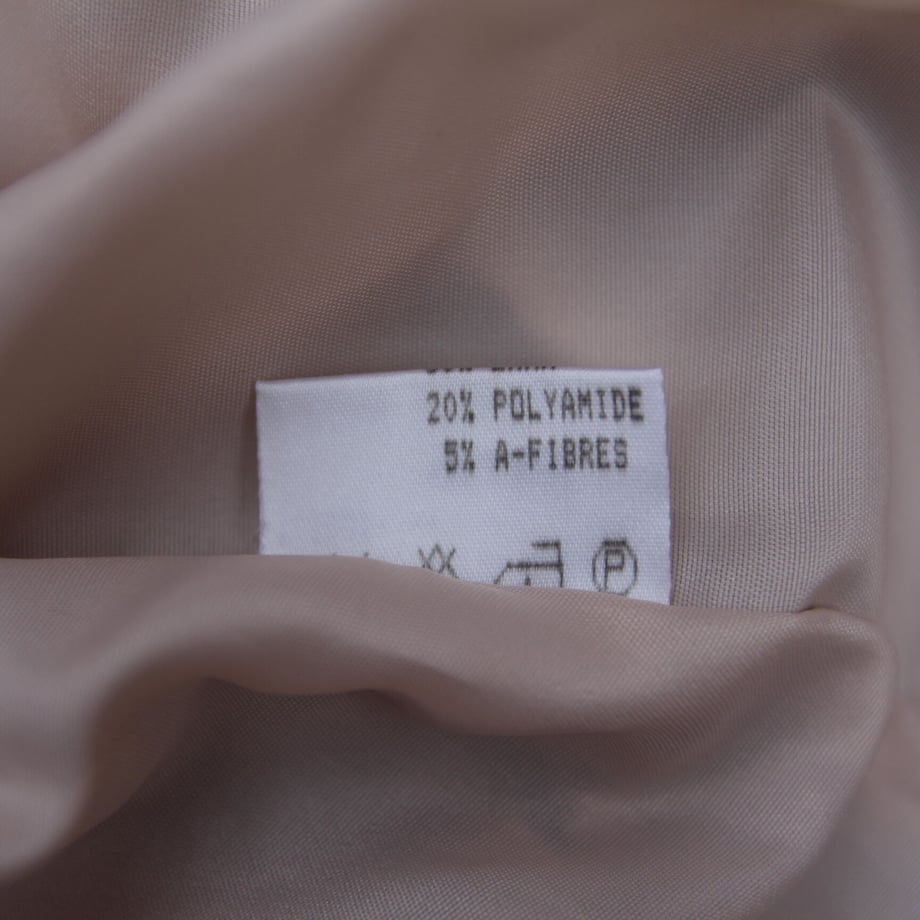 20% POLYAMIDE
5% A-FIBRES
P